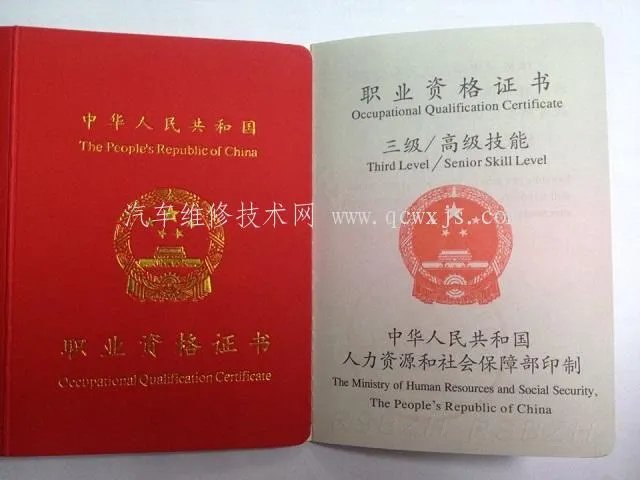 中华人民共和国
The People's Republic of China
职业资格证书
Occupational Qualification Certificate
职业资格证书
Occupational Qualification Certificate
三级/高级技能
Third Level/Senior Skill Level
中华人民共和国
人力资源和社会保障部印制
The Ministry of Human Resources and Social Security,
The People's Republic of China
汽车维修技术网 www.qcwxjs.com